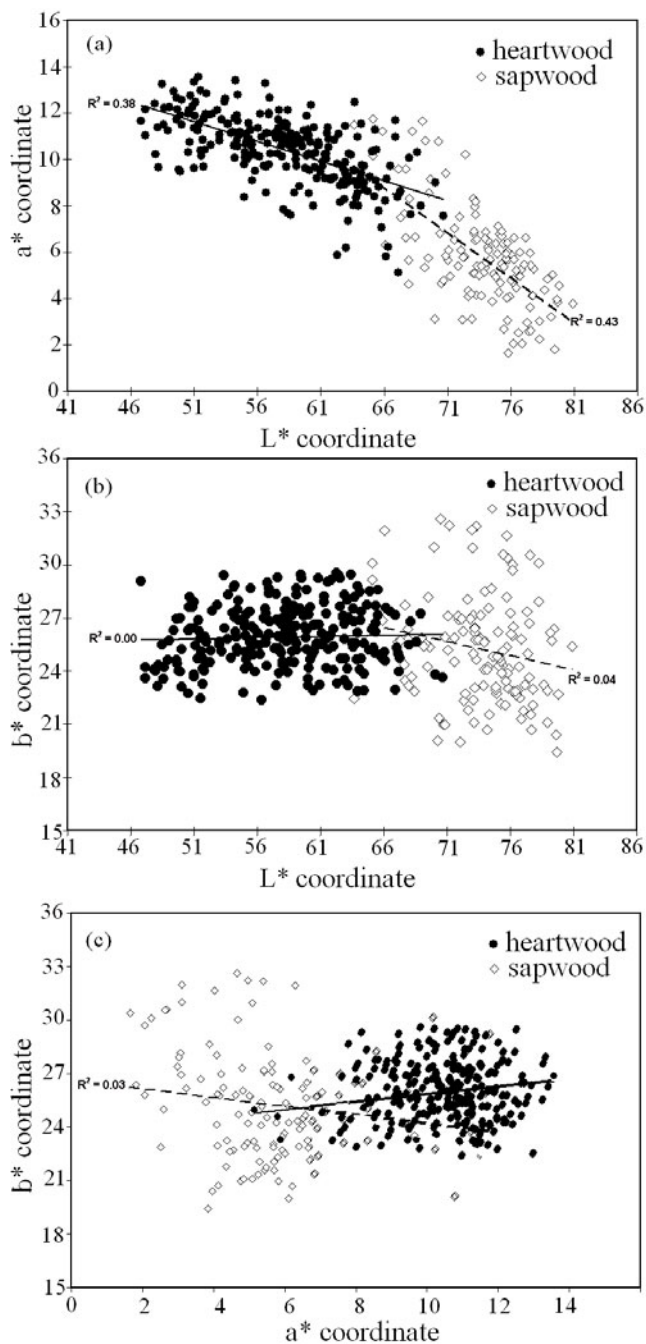 (a)
heartwood
sapwood
16
14
12
10
8
6
4
2
0
a* coordinate
R² = 0.38
R² = 0.43
41 46 51 56 61 66 71 76 81 86
L* coordinate
(b)
heartwood
sapwood
36
33
30
27
24
21
18
15
b* coordinate
R² = 0.00
R² = 0.04
41 46 51 56 61 66 71 76 81 86
L* coordinate
(c)
heartwood
sapwood
36
33
30
27
24
21
18
15
b* coordinate
R² = 0.03
0 2 4 6 8 10 12 14
a* coordinate